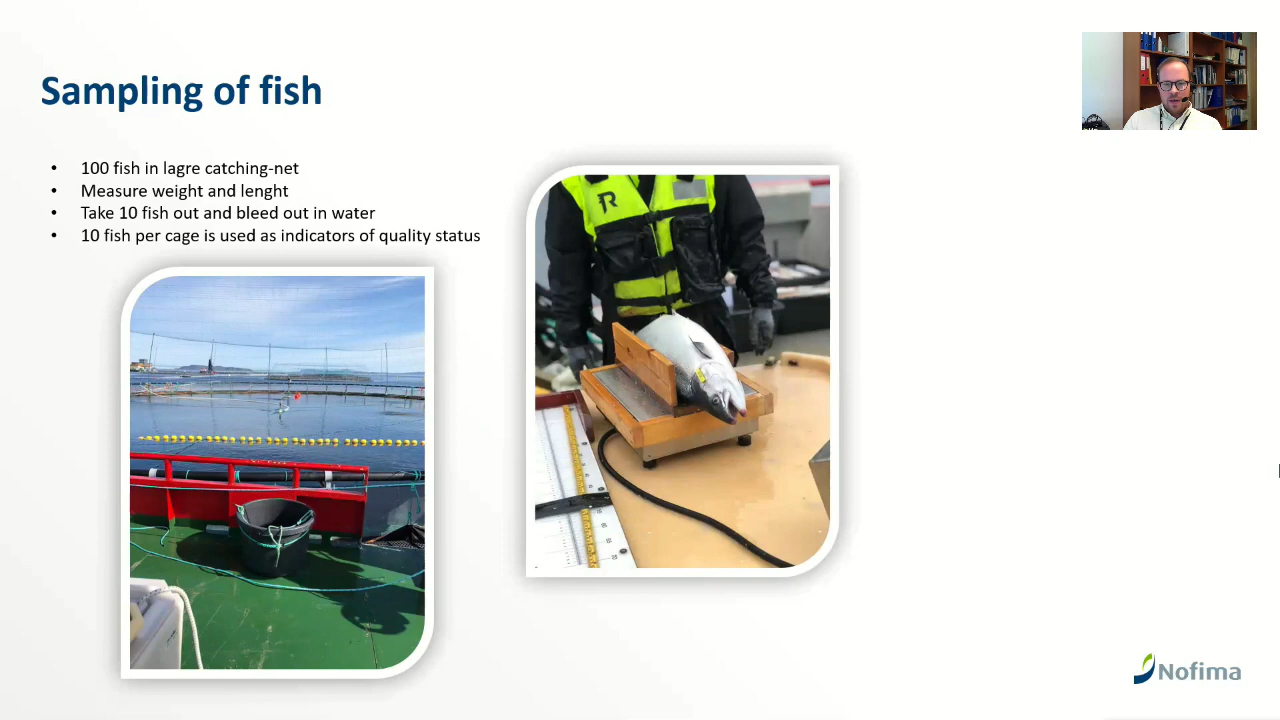 Sampling of fish
• 100 fish in lagre catching-net
• Measure weight and lenght
• Take 10 fish out and bleed out in water
• 10 fish per cage is used as indicators of quality status
R
Nofima